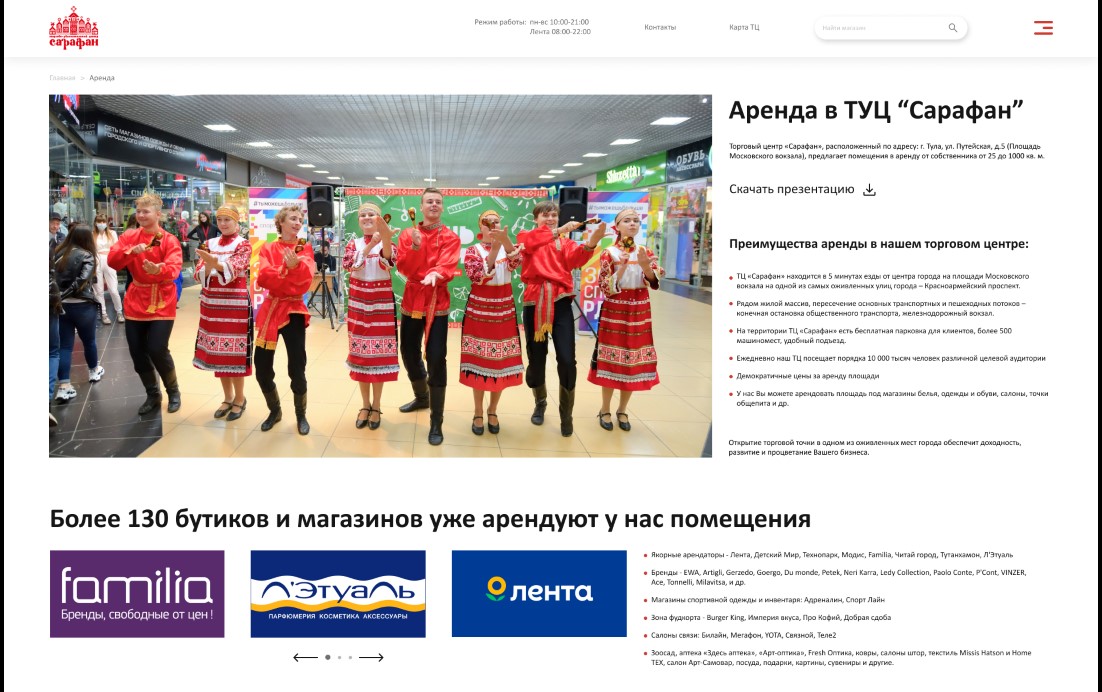 сарафан
Режим работы: пн-вс 10:00-21:00
Лента 08:00-22:00
Контакты
Карта ТЦ
Найти магазин
Главная > Аренда
СЕТЬ МАГАЗИНОВ ОДЕЖДЫ
ГОРОДСКОГО И СПОРТИВНОГО
ОБУВЬ
Аренда в ТУЦ “Сарафан”
Торговый центр «Сарафан», расположенный по адресу: г. Тула, ул. Путейская, д.5 (Площадь
Московского вокзала), предлагает помещения в аренду от собственника от 25 до 1000 кв. м.
Скачать презентацию
Преимущества аренды в нашем торговом центре:
ТЦ «Сарафан» находится в 5 минутах езды от центра города на площади Московского
вокзала на одной из самых оживленных улиц города – Красноармейский проспект.
Рядом жилой массив, пересечение основных транспортных и пешеходных потоков –
конечная остановка общественного транспорта, железнодорожный вокзал.
На территории ТЦ «Сарафан» есть бесплатная парковка для клиентов, более 500
машиномест, удобный подъезд.
Ежедневно наш ТЦ посещает порядка 10 000 тысяч человек различной целевой аудитории
Демократичные цены за аренду площади
У нас Вы можете арендовать площадь под магазины белья, одежды и обуви, салоны, точки
общепита и др.
Открытие торговой точки в одном из оживленных мест города обеспечит доходность,
развитие и процветание Вашего бизнеса.
Более 130 бутиков и магазинов уже арендуют у нас помещения
familia
Бренды, свободные от цен!
Л'Этуаль
ПАРФЮМЕРИЯ КОСМЕТИКА АКСЕССУАРЫ
лента
Якорные арендаторы - Лента, Детский Мир, Технопарк, Модис, Familia, Читай город, Тутанхамон, Л'Этуаль
Бренды - EWA, Artigli, Gerzedo, Goergo, Du monde, Petek, Neri Karra, Ledy Collection, Paolo Conte, P'Cont, VINZER,
Ace, Tonnelli, Milavitsa, и др.
Магазины спортивной одежды и инвентаря: Адреналин, Спорт Лайн
Зона фудкорта - Burger King, Империя вкуса, Про Кофий, Добрая сдоба
Салоны связи: Билайн, Мегафон, YOTA, Связной, Теле2
Зоосад, аптека «Здесь аптека», «Арт-оптика», Fresh Оптика, ковры, салоны штор, текстиль Missis Hatson и Home
TEX, салон Арт-Самовар, посуда, подарки, картины, сувениры и другие.